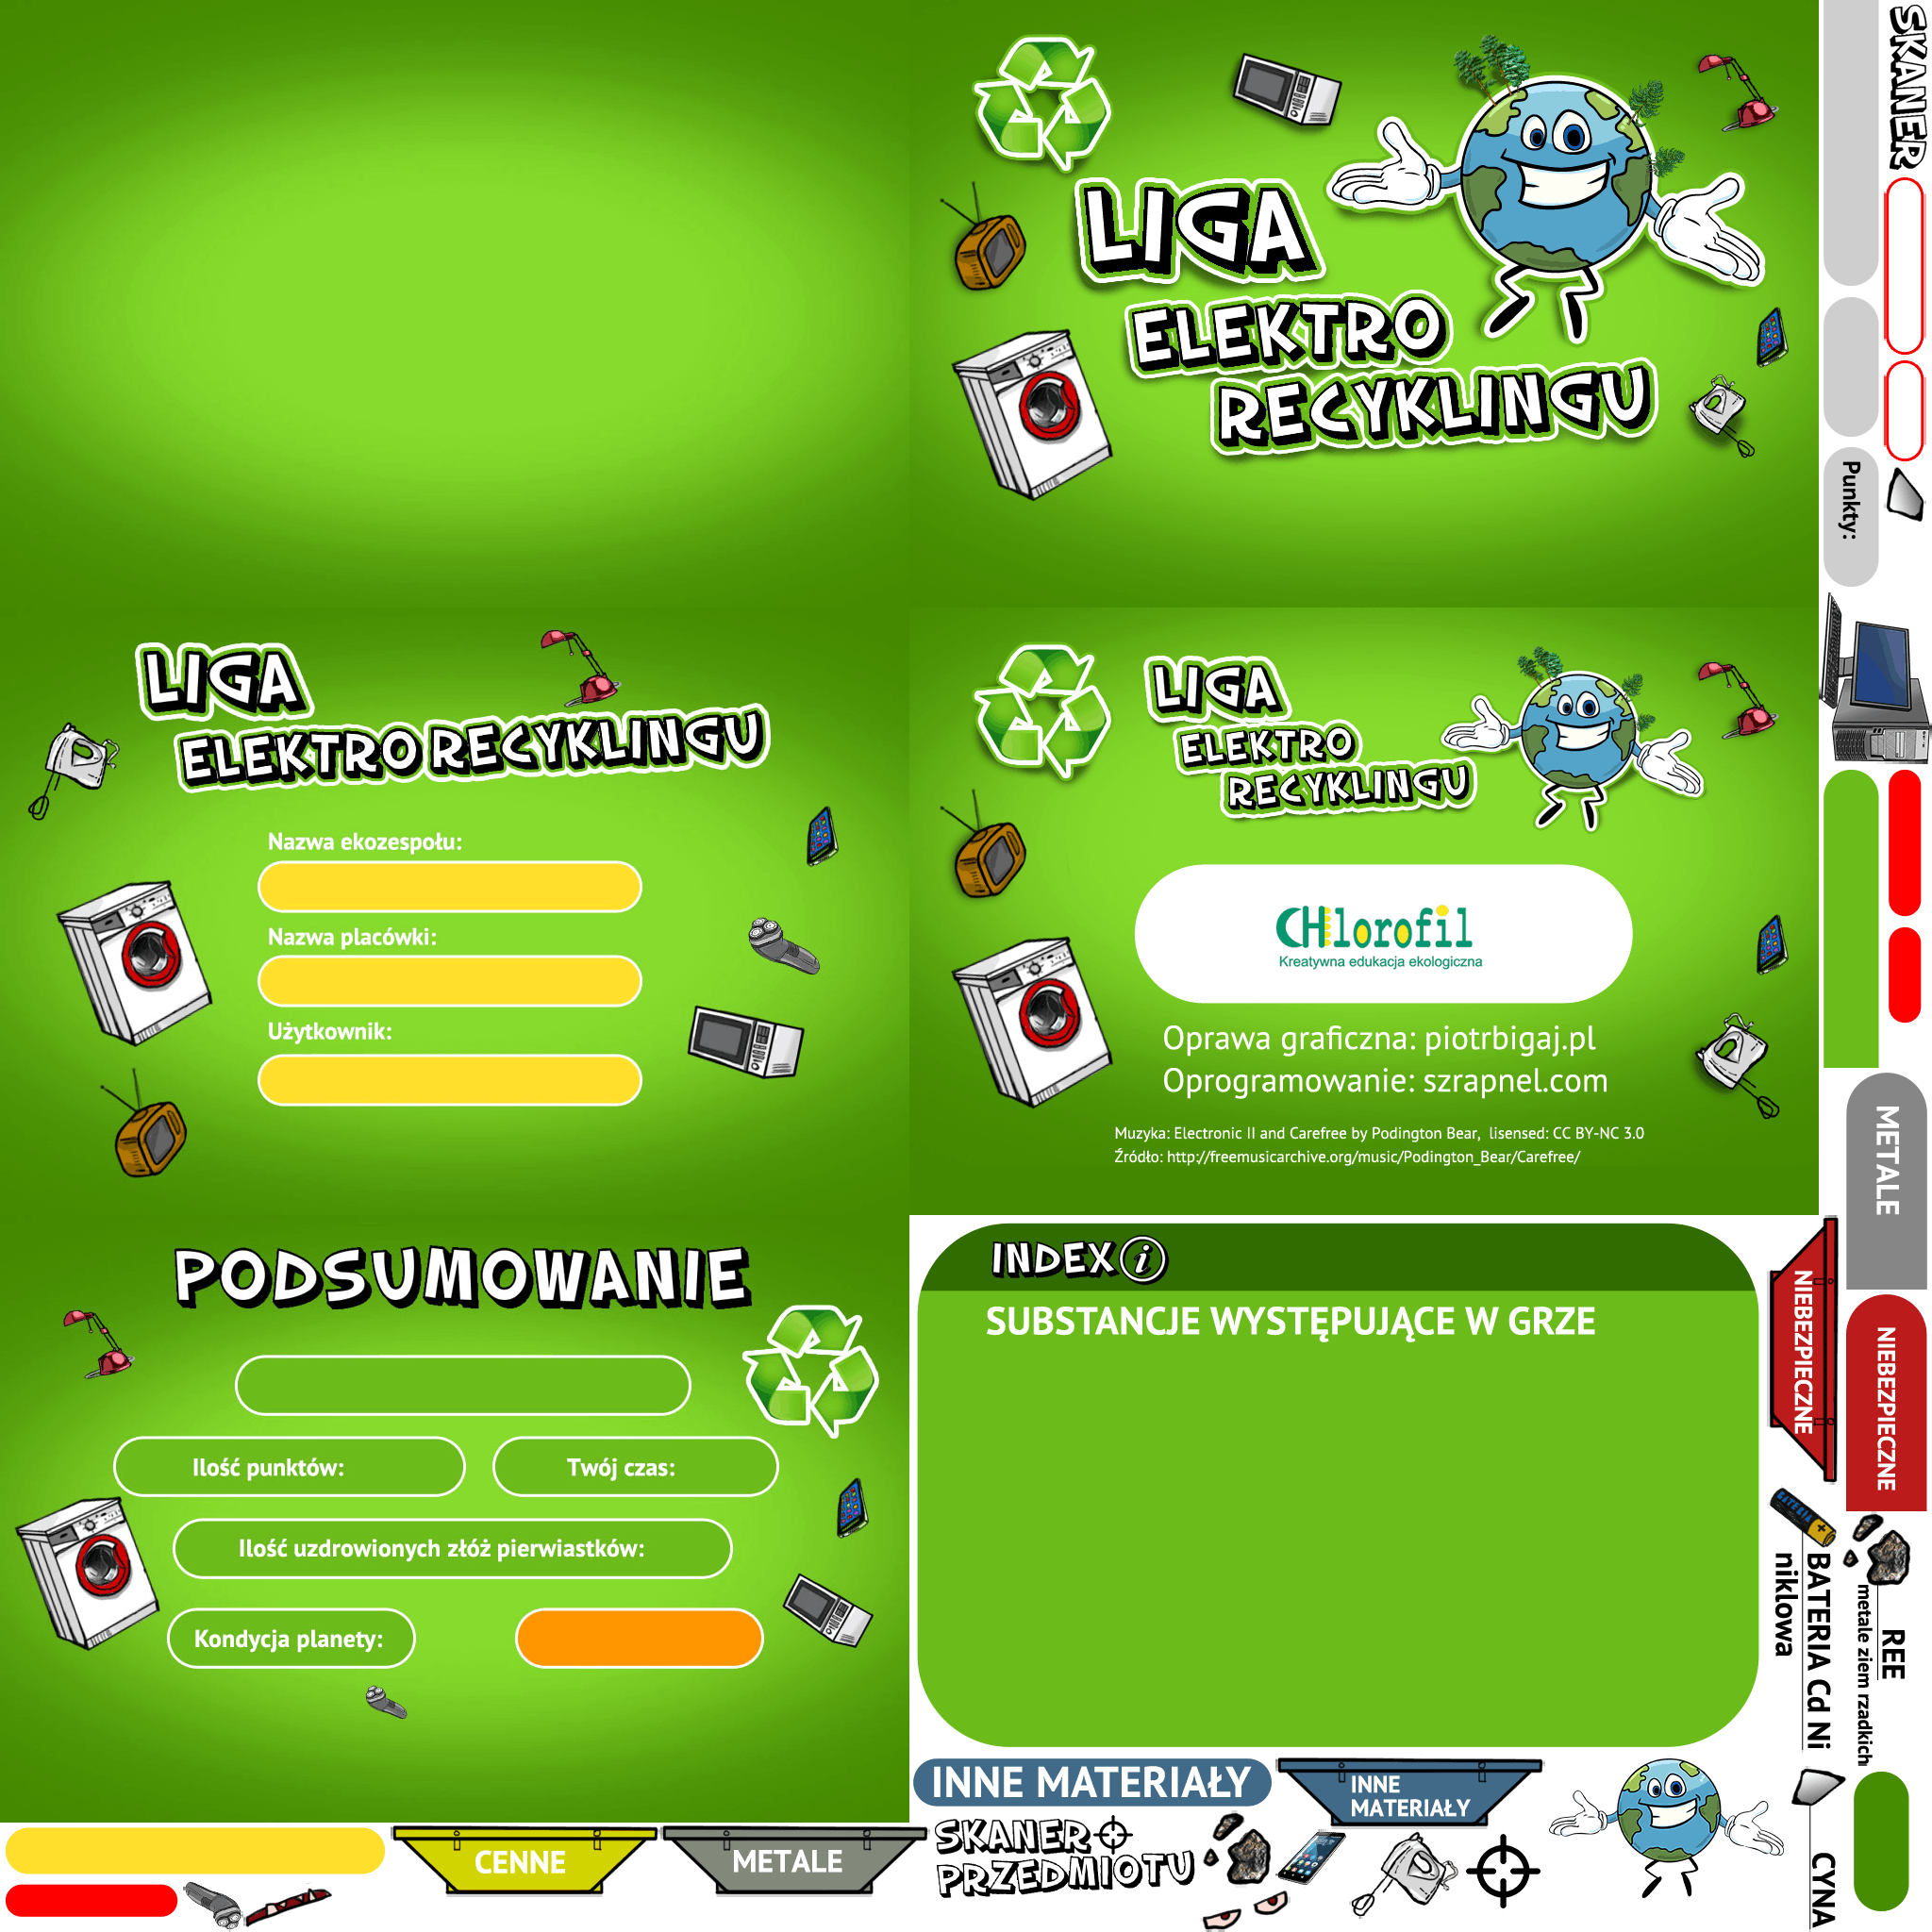 LIGA
ELEKTRO
RECYKLINGU
SKANER
Punkty:
LIGA
ELEKTRO RECYKLINGU
Nazwa ekozespołu:
Nazwa placówki:
Użytkownik:
LIGA
ELEKTRO
RECYKLINGU
CHlorofil
Kreatywna edukacja ekologiczna
Oprawa graficzna: piotrbigaj.pl
Oprogramowanie: szrapnel.com
Muzyka: Electronic II and Carefree by Podington Bear, lisensed: CC BY-NC 3.0
Źródło: http://freemusicarchive.org/music/Podington_Bear/Carefree/
PODSUMOWANIE
Ilość punktów:
Twój czas:
Ilość uzdrowionych złóż pierwiastków:
Kondycja planety:
INDEX i
SUBSTANCJE WYSTĘPUJĄCE W GRZE
METALE
NIEBEZPIECZNE
NIEBEZPIECZNE
BATERIA
BATERIA Cd Ni
niklowa
REE
metale ziem rzadkich
CYNA
INNE MATERIAŁY
INNE
MATERIAŁY
SKANER
PRZEDMIOTU
CENNE
METALE